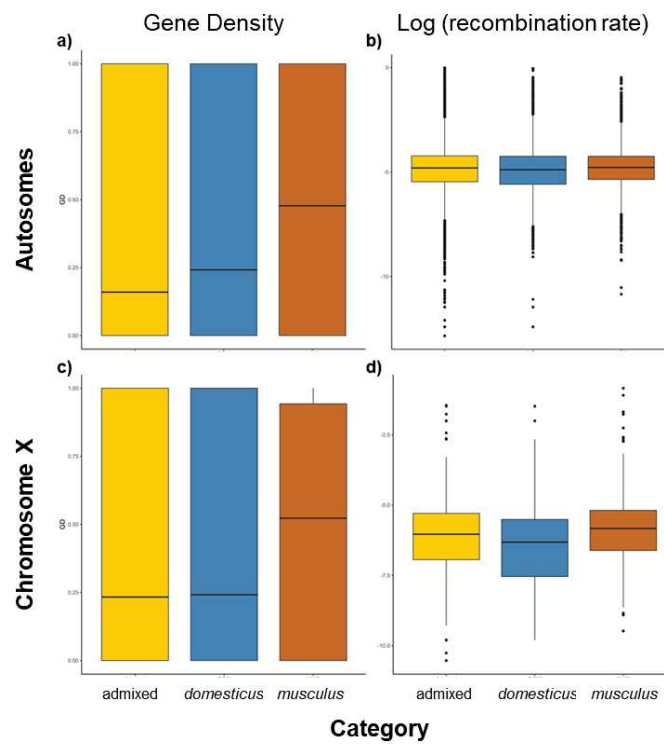 Gene Density
Log (recombination rate)
a)
b)
Autosomes
GD
1.00
0.75
0.50
0.25
0.00
0
-5
-10
c)
d)
Chromosome X
GD
1.00
0.75
0.50
0.25
0.00
-2.5
-5.0
-7.5
-10.0
admixed
domesticus
musculus
admixed
domesticus
musculus
Category